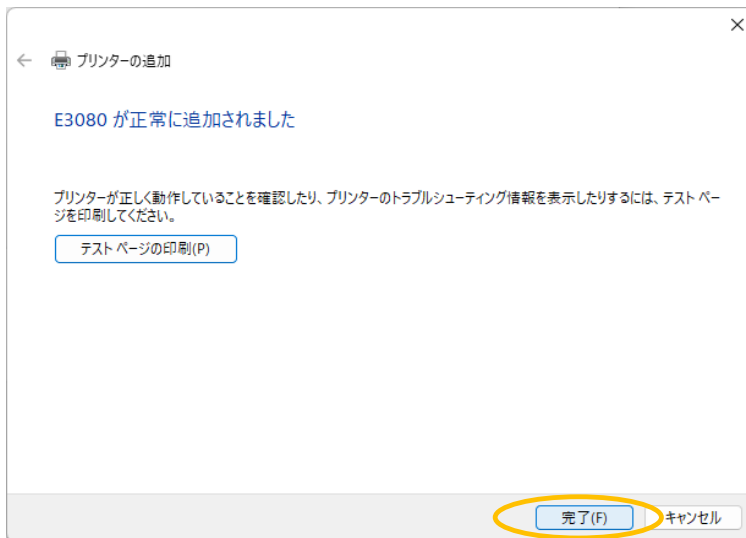 プリンターの追加
E3080 が正常に追加されました
プリンターが正しく動作していることを確認したり、プリンターのトラブルシューティング情報を表示したりするには、テスト ペー
ジを印刷してください。
テスト ページの印刷(P)
完了(F)
キャンセル